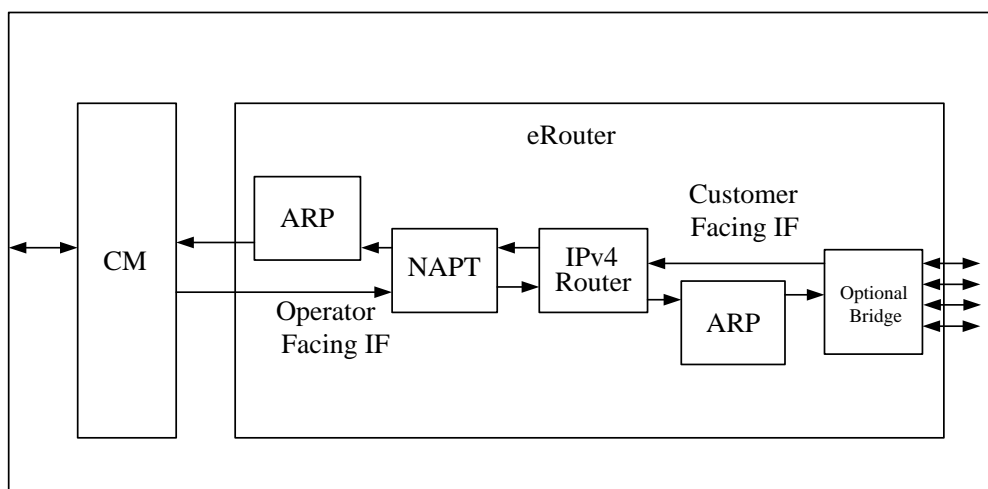 eRouter
CM
ARP
NAPT
Operator
Facing IF
IPv4
Router
Customer
Facing IF
ARP
Optional
Bridge